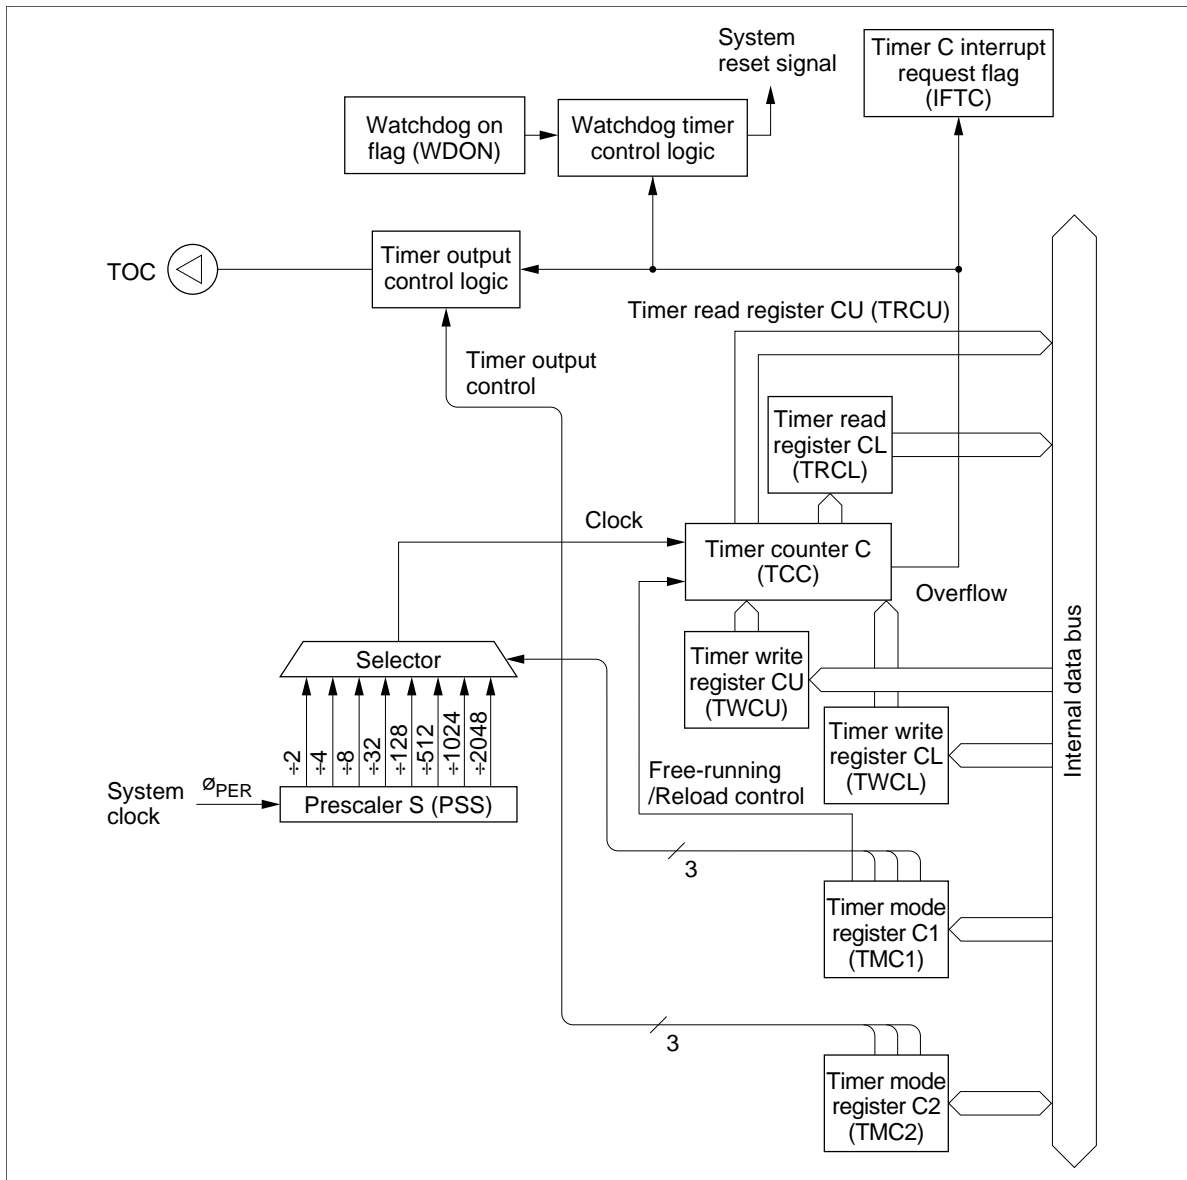 System
reset signal
Timer C interrupt
request flag
(IFTC)
Watchdog on
flag (WDON)
Watchdog timer
control logic
TOC
Timer output
control logic
Timer read register CU (TRCU)
Timer output
control
Timer read
register CL
(TRCL)
Clock
Timer counter C
(TCC)
Overflow
Selector
Timer write
register CU
(TWCU)
Internal data bus
÷2
÷4
÷8
÷32
÷128
÷512
÷1024
÷2048
Timer write
register CL
(TWCL)
System
clock
øPER
Prescaler S (PSS)
Free-running
/Reload control
3
Timer mode
register C1
(TMC1)
3
Timer mode
register C2
(TMC2)